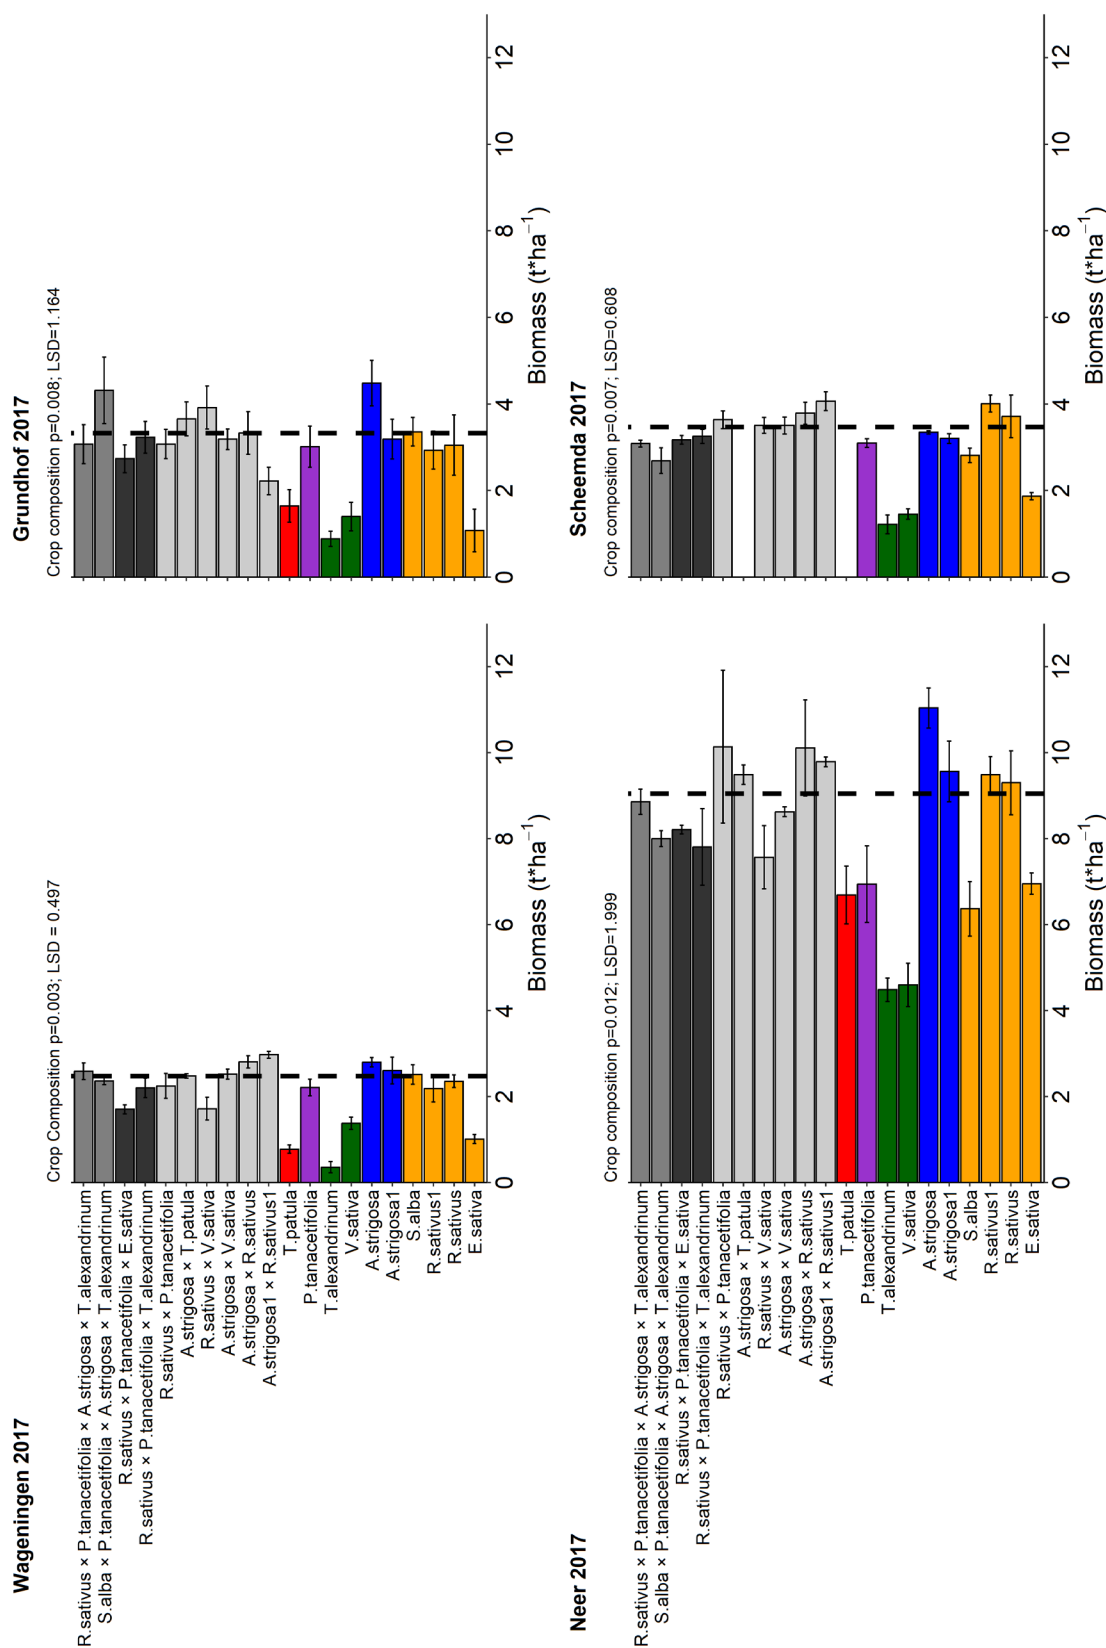 Wageningen 2017
Crop Composition p=0.003; LSD = 0.497
R.sativus × P.tanacetifolia × A.strigosa × T.alexandrinum
S.alba × P.tanacetifolia × A.strigosa × T.alexandrinum
R.sativus × P.tanacetifolia × E.sativa
R.sativus × P.tanacetifolia × T.alexandrinum
R.sativus × P.tanacetifolia
A.strigosa × T.patula
R.sativus × V.sativa
A.strigosa × V.sativa
A.strigosa × R.sativus
A.strigosa1 × R.sativus1
T.patula
P.tanacetifolia
T.alexandrinum
V.sativa
A.strigosa
A.strigosa1
S.alba
R.sativus1
R.sativus
E.sativa
0 2 4 6 8 10 12
Biomass (t*ha⁻¹)
Grundhof 2017
Crop composition p=0.008; LSD=1.164
0 2 4 6 8 10 12
Biomass (t*ha⁻¹)
Neer 2017
Crop composition p=0.012; LSD=1.999
R.sativus × P.tanacetifolia × A.strigosa × T.alexandrinum
S.alba × P.tanacetifolia × A.strigosa × T.alexandrinum
R.sativus × P.tanacetifolia × E.sativa
R.sativus × P.tanacetifolia × T.alexandrinum
R.sativus × P.tanacetifolia
A.strigosa × T.patula
R.sativus × V.sativa
A.strigosa × V.sativa
A.strigosa × R.sativus
A.strigosa1 × R.sativus1
T.patula
P.tanacetifolia
T.alexandrinum
V.sativa
A.strigosa
A.strigosa1
S.alba
R.sativus1
R.sativus
E.sativa
0 2 4 6 8 10 12
Biomass (t*ha⁻¹)
Scheemda 2017
Crop composition p=0.007; LSD=0.608
0 2 4 6 8 10 12
Biomass (t*ha⁻¹)